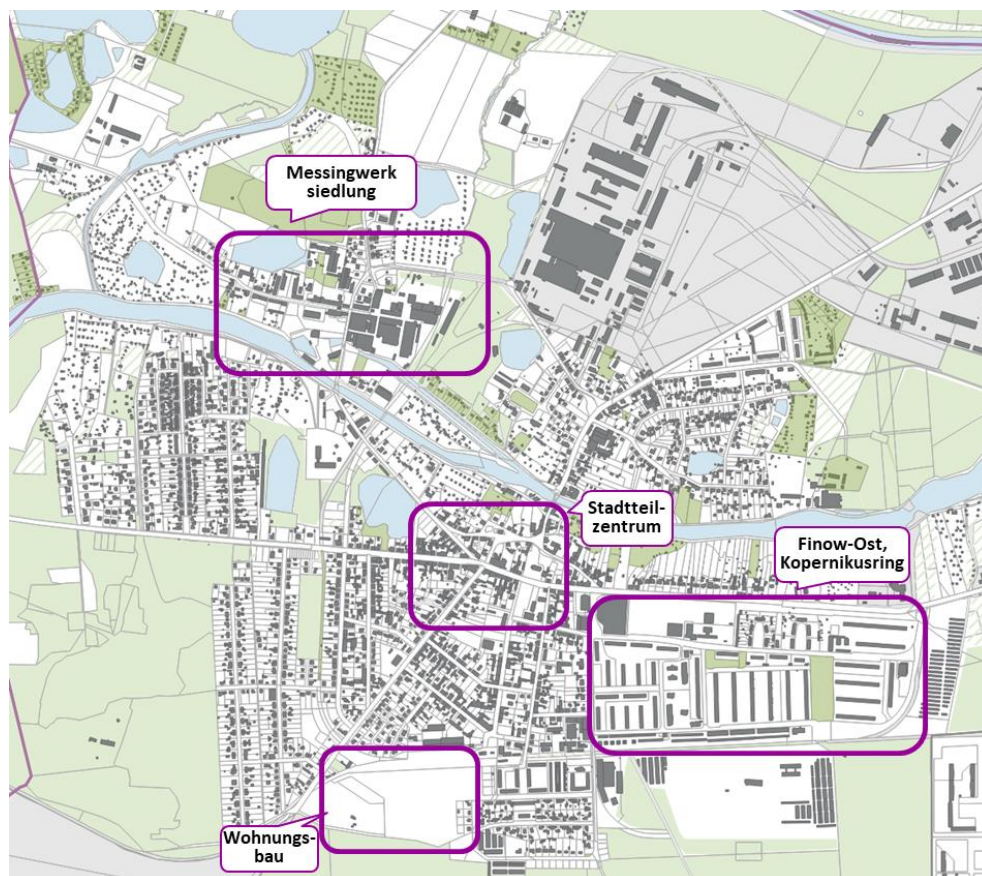 Messingwerk
siedlung
Stadtteil-
zentrum
Finow-Ost,
Kopernikusring
Wohnungs-
bau